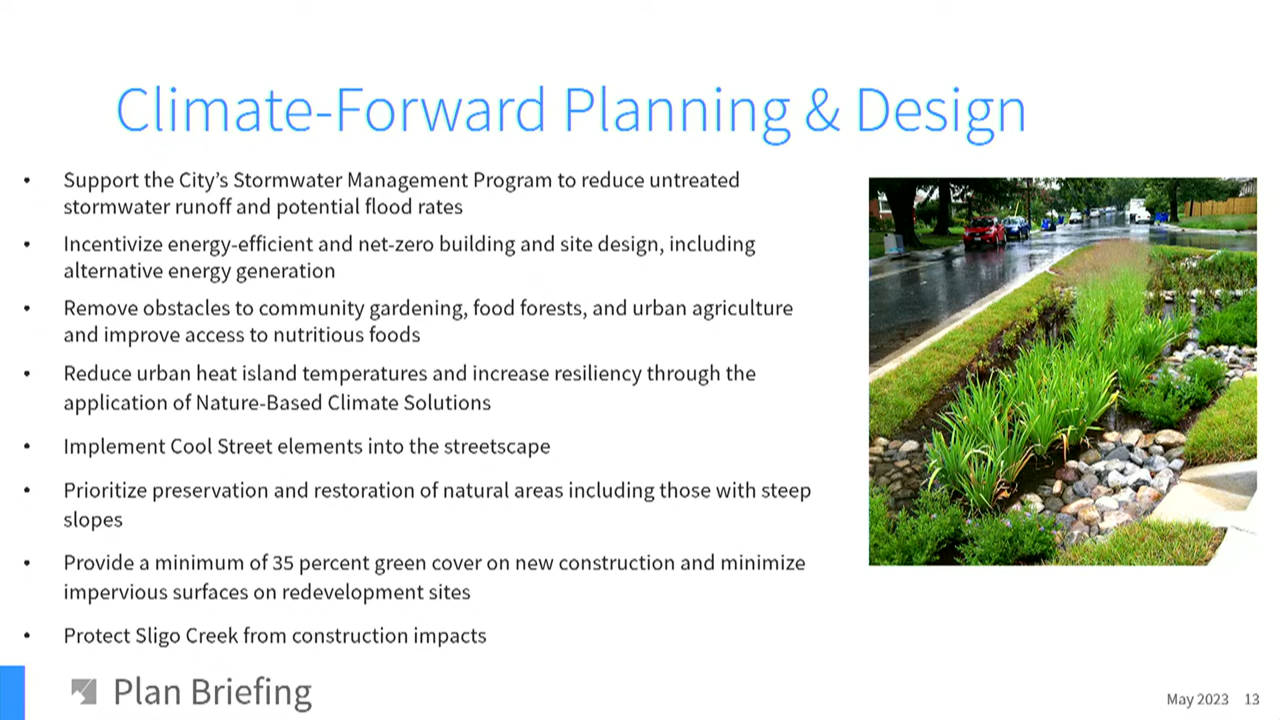 Climate-Forward Planning & Design
• Support the City’s Stormwater Management Program to reduce untreated
stormwater runoff and potential flood rates
• Incentivize energy-efficient and net-zero building and site design, including
alternative energy generation
• Remove obstacles to community gardening, food forests, and urban agriculture
and improve access to nutritious foods
• Reduce urban heat island temperatures and increase resiliency through the
application of Nature-Based Climate Solutions
• Implement Cool Street elements into the streetscape
• Prioritize preservation and restoration of natural areas including those with steep
slopes
• Provide a minimum of 35 percent green cover on new construction and minimize
impervious surfaces on redevelopment sites
• Protect Sligo Creek from construction impacts
Plan Briefing
May 2023 13